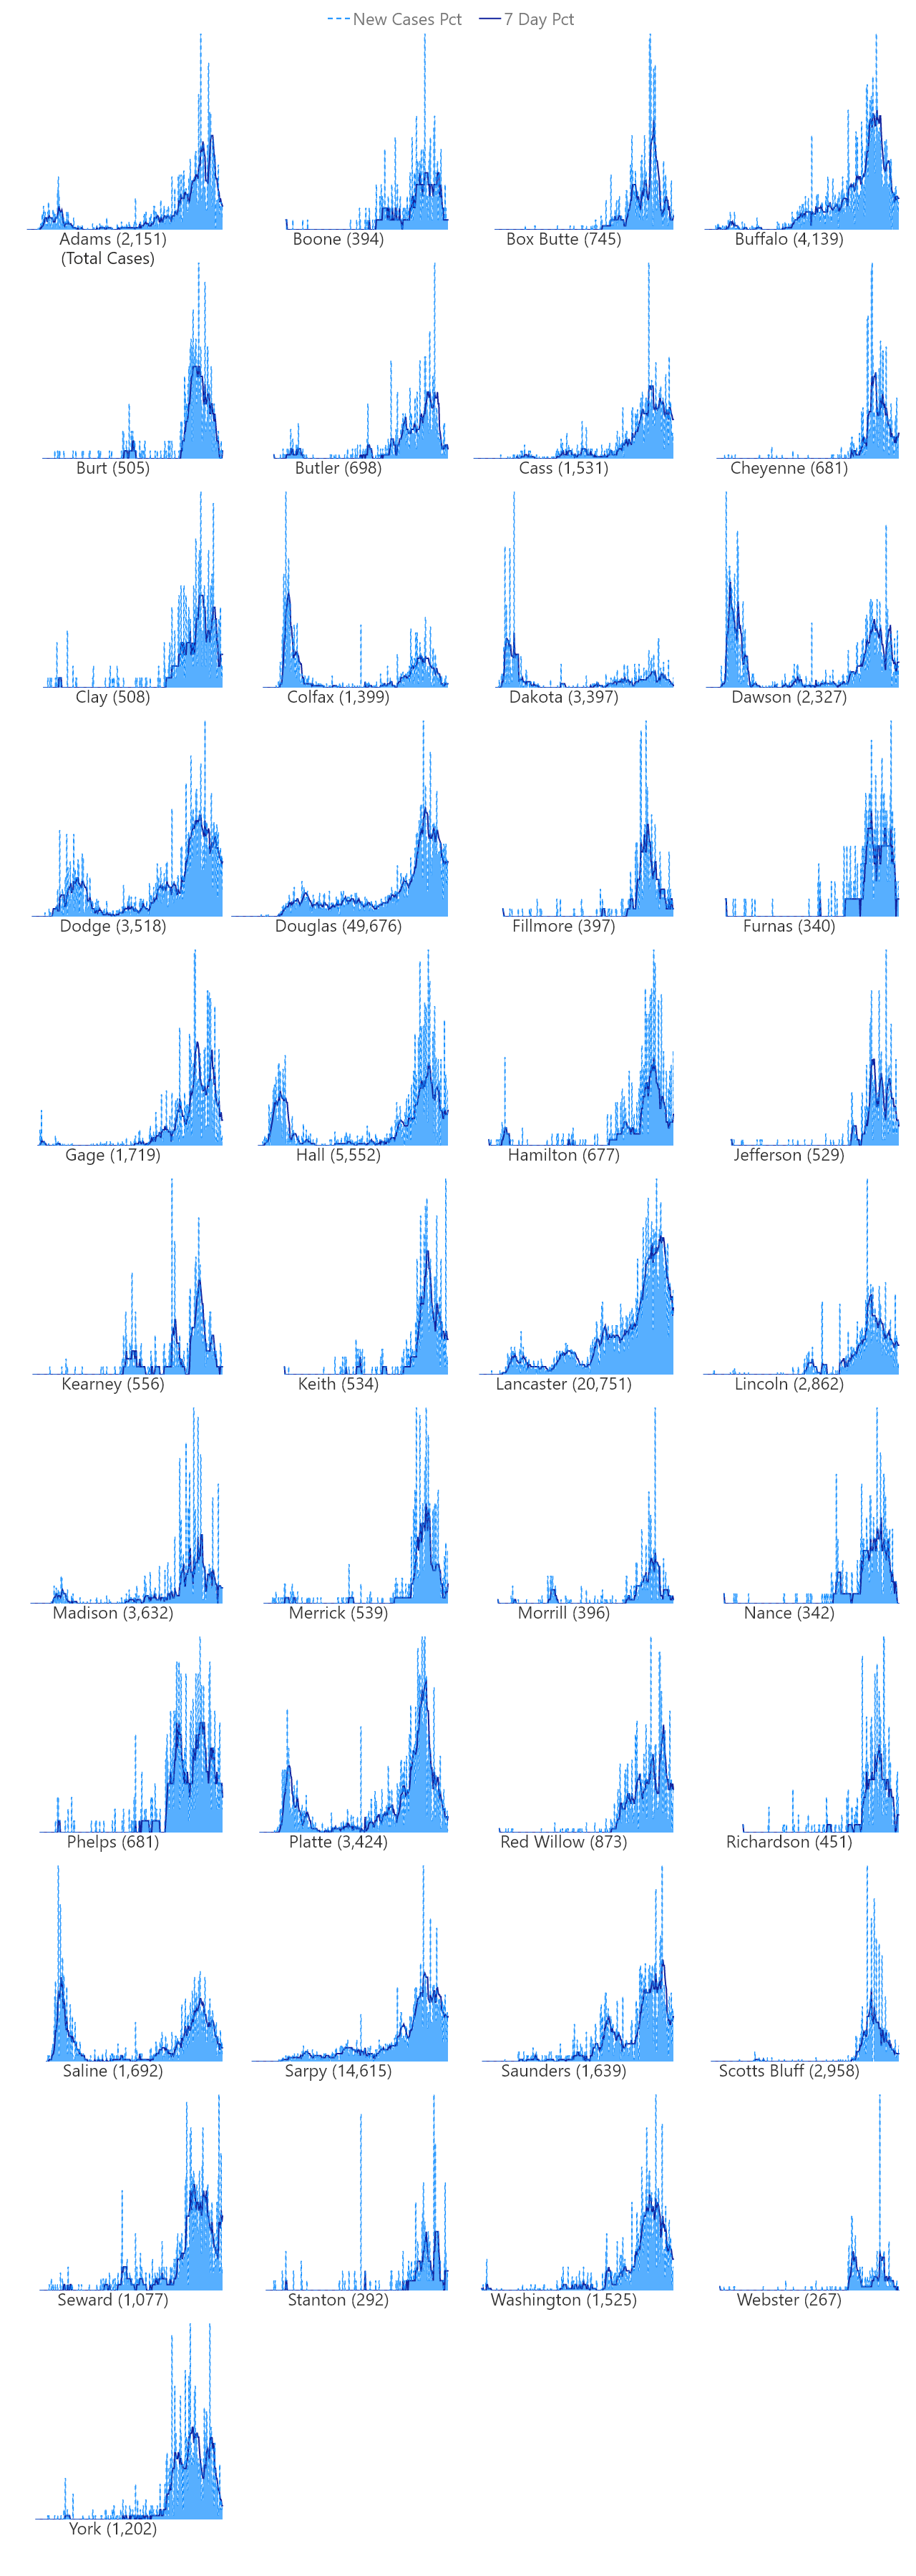 New Cases Pct 7 Day Pct
Adams (2,151) Boone (394) Box Butte (745) Buffalo (4,139)
(Total Cases)
Burt (505) Butler (698) Cass (1,531) Cheyenne (681)
Clay (508) Colfax (1,399) Dakota (3,397) Dawson (2,327)
Dodge (3,518) Douglas (49,676) Fillmore (397) Furnas (340)
Gage (1,719) Hall (5,552) Hamilton (677) Jefferson (529)
Kearney (556) Keith (534) Lancaster (20,751) Lincoln (2,862)
Madison (3,632) Merrick (539) Morrill (396) Nance (342)
Phelps (681) Platte (3,424) Red Willow (873) Richardson (451)
Saline (1,692) Sarpy (14,615) Saunders (1,639) Scotts Bluff (2,958)
Seward (1,077) Stanton (292) Washington (1,525) Webster (267)
York (1,202)